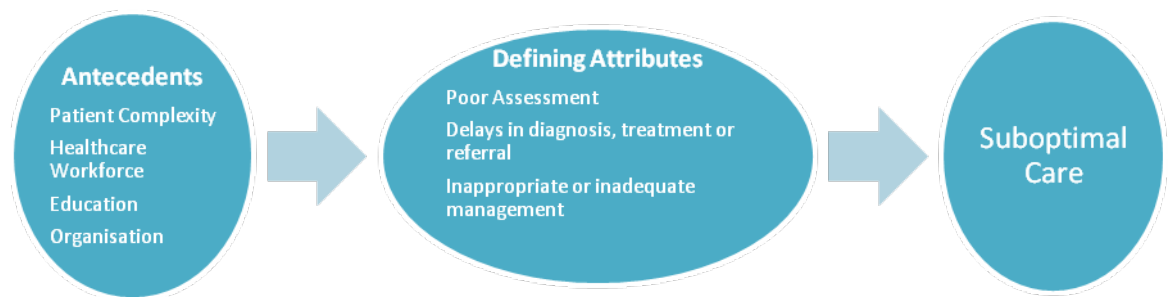 Antecedents
Patient Complexity
Healthcare
Workforce
Education
Organisation
Defining Attributes
Poor Assessment
Delays in diagnosis, treatment or
referral
Inappropriate or inadequate
management
Suboptimal
Care